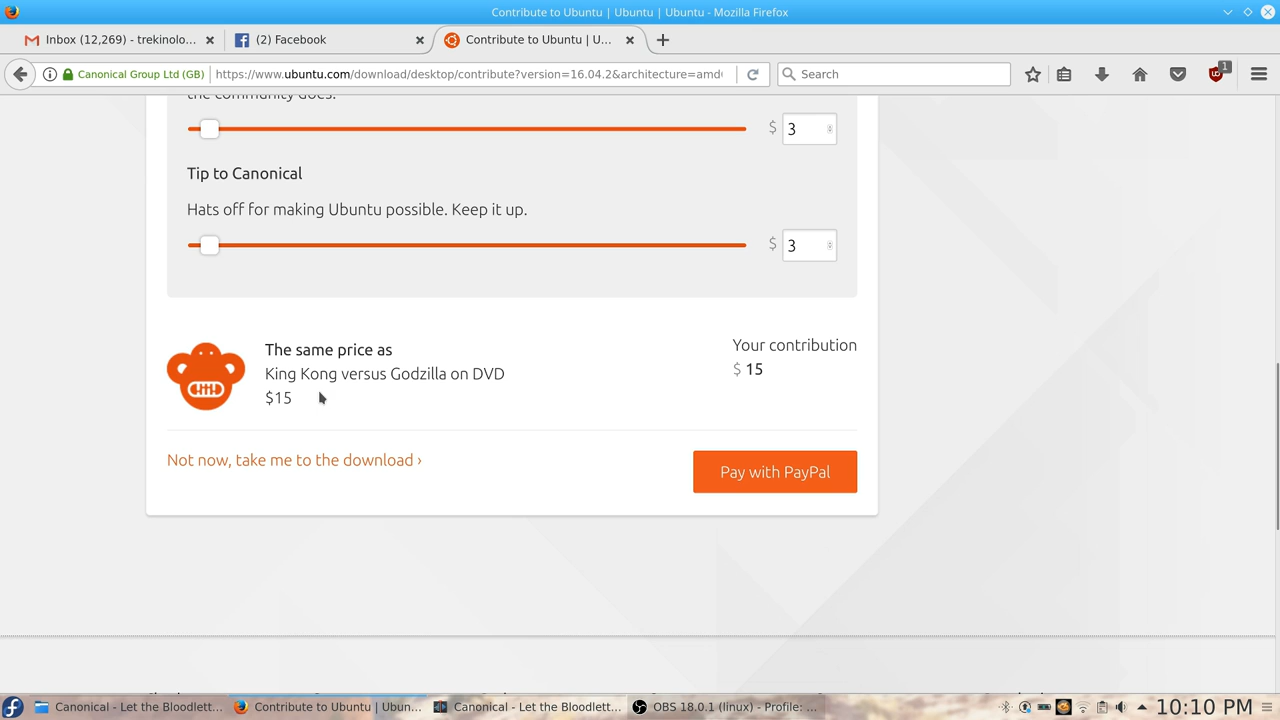 Contribute to Ubuntu | Ubuntu | Ubuntu - Mozilla Firefox
Inbox (12,269) - trekinolo...
(2) Facebook
Contribute to Ubuntu | U...
Canonical Group Ltd (GB)
https://www.ubuntu.com/download/desktop/contribute?version=16.04.2&architecture=amd
Search
1
the community does.
$ 3
Tip to Canonical
Hats off for making Ubuntu possible. Keep it up.
$ 3
The same price as
King Kong versus Godzilla on DVD
$15
Your contribution
$ 15
Not now, take me to the download ›
Pay with PayPal
Canonical - Let the Bloodlett...
Contribute to Ubuntu | Ubun...
Canonical - Let the Bloodlett...
OBS 18.0.1 (linux) - Profile: ...
10:10 PM